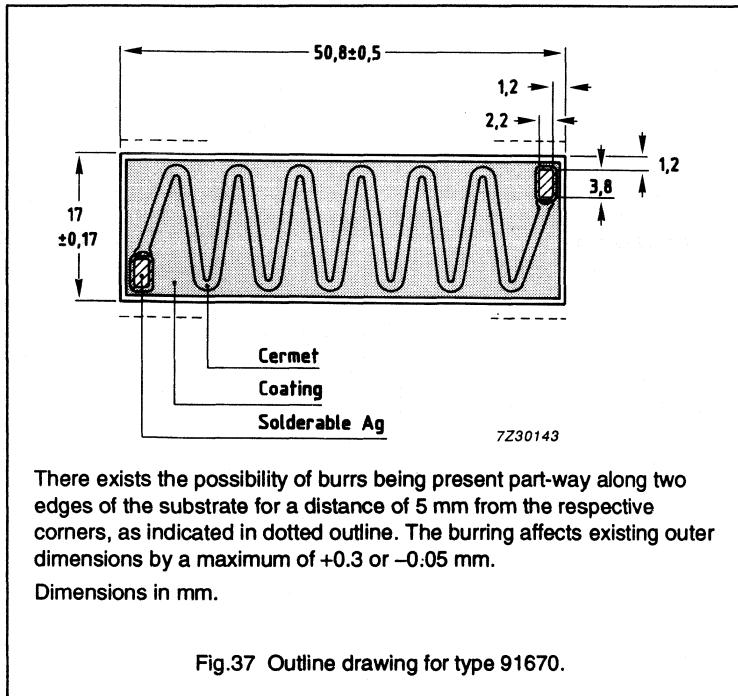 50,8±0,5
1,2
2,2
1,2
3,8
17
±0,17
Cermet
Coating
Solderable Ag
7Z30143
There exists the possibility of burrs being present part-way along two
edges of the substrate for a distance of 5 mm from the respective
corners, as indicated in dotted outline. The burring affects existing outer
dimensions by a maximum of +0.3 or –0.05 mm.
Dimensions in mm.
Fig.37 Outline drawing for type 91670.